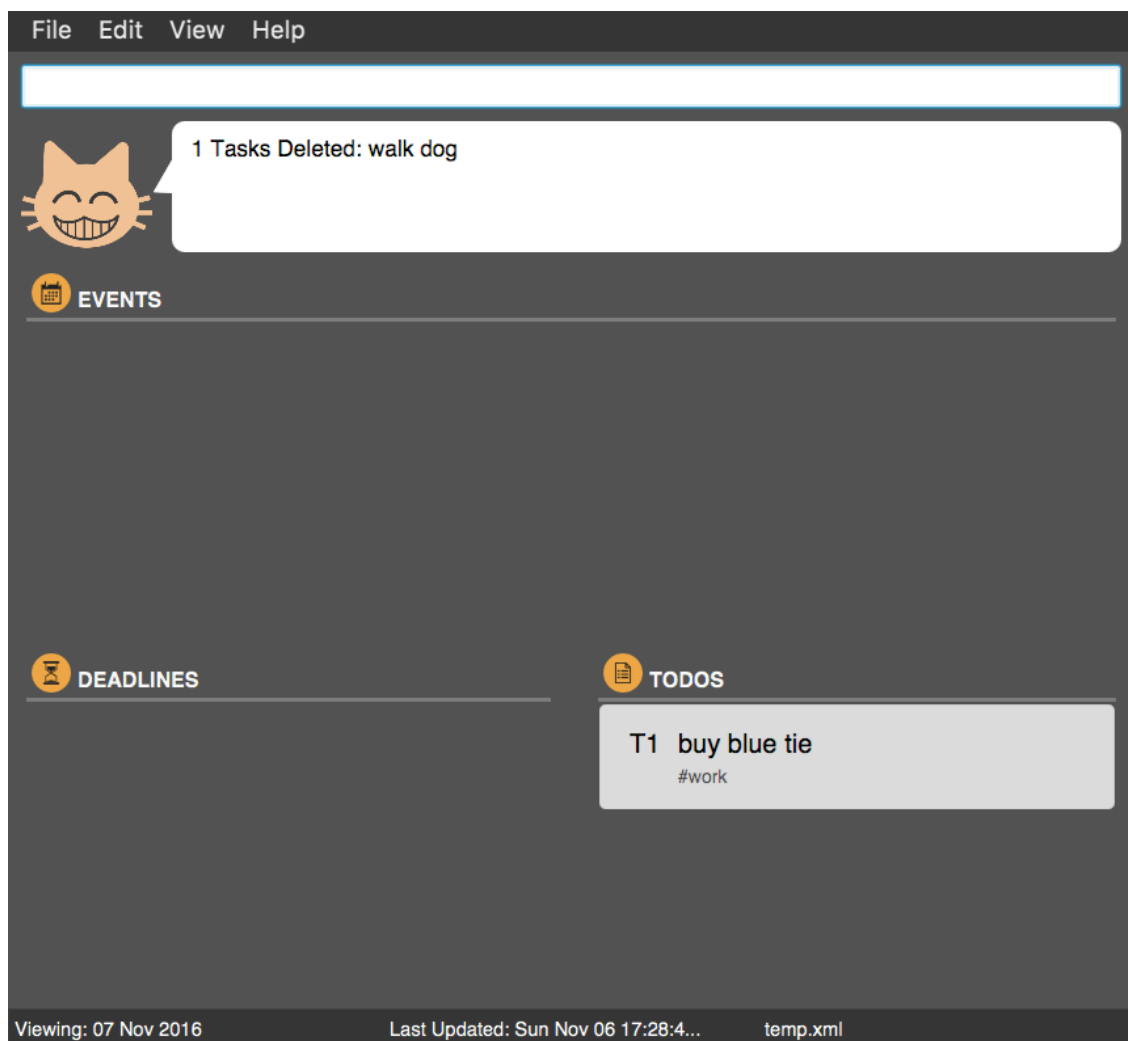 File Edit View Help
1 Tasks Deleted: walk dog
EVENTS
DEADLINES
TODOS
T1 buy blue tie
#work
Viewing: 07 Nov 2016 Last Updated: Sun Nov 06 17:28:4... temp.xml